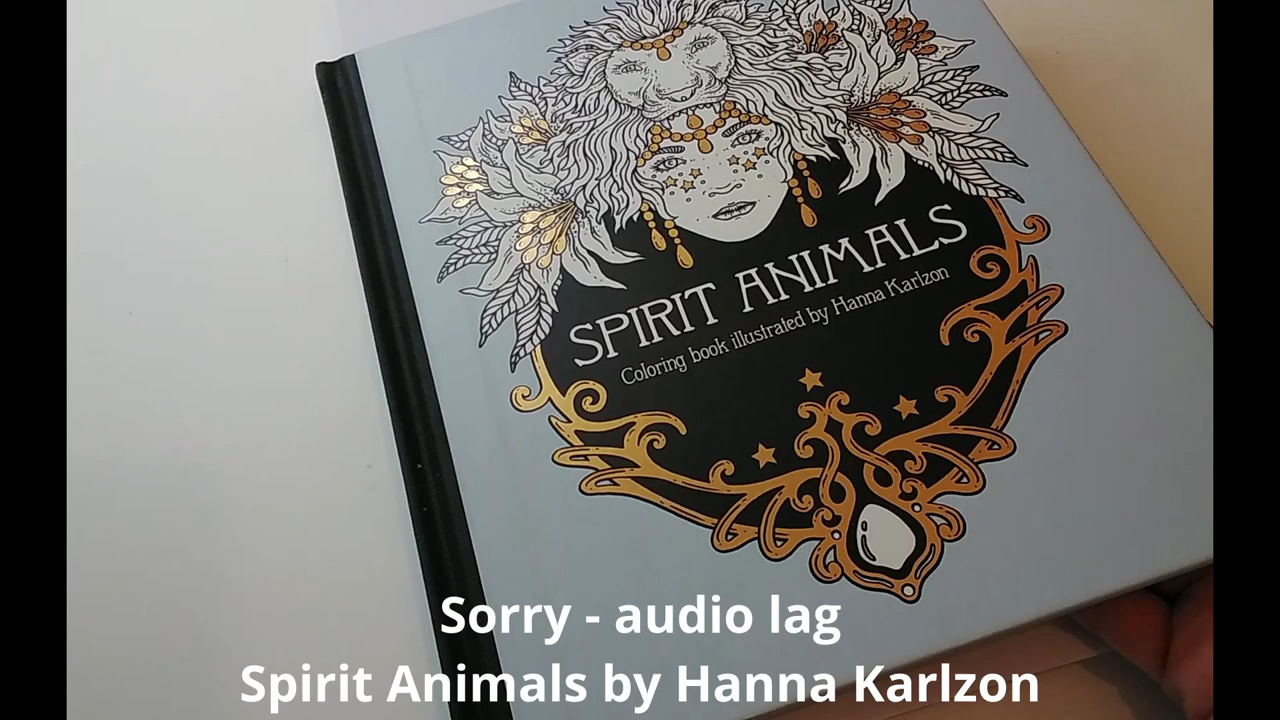 SPIRIT ANIMALS
Coloring book illustrated by Hanna Karlzon
Sorry - audio lag
Spirit Animals by Hanna Karlzon